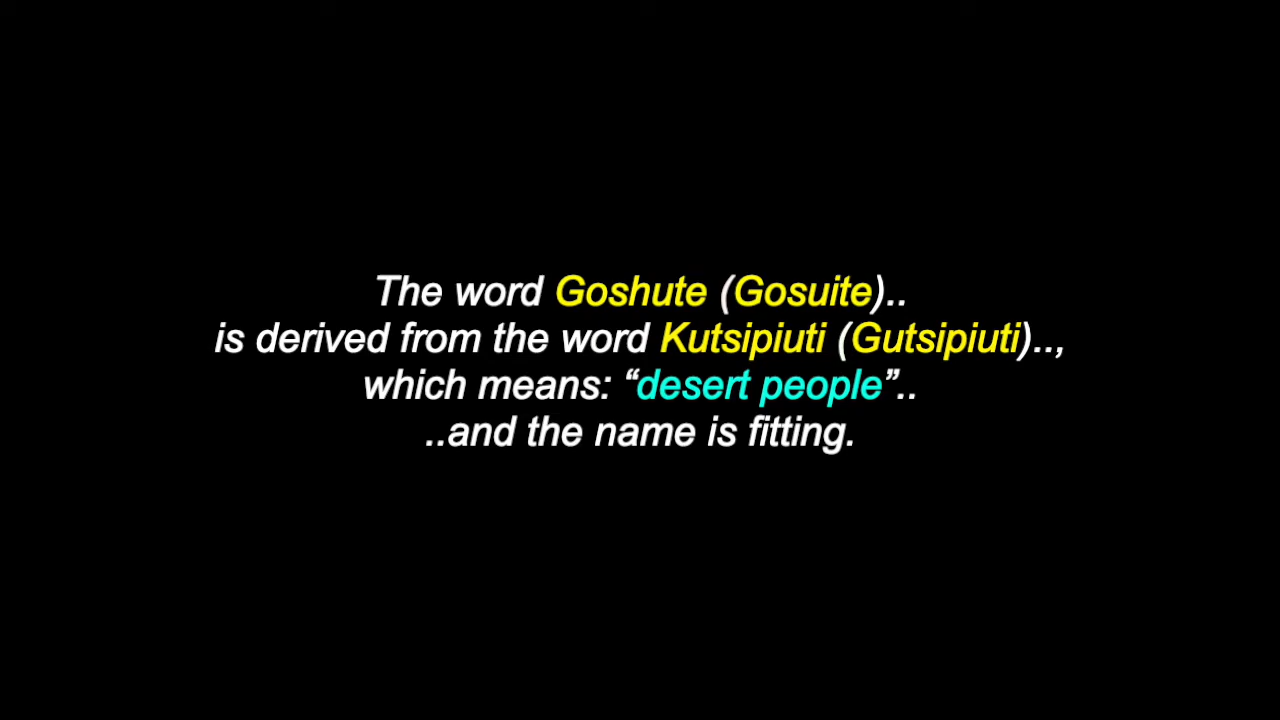 The word Goshute (Gosuite)..
is derived from the word Kutsipiuti (Gutsipiuti)..,
which means: “desert people”..
..and the name is fitting.